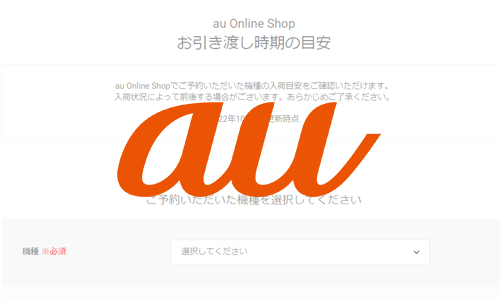 au Online Shop
お引き渡し時期の目安
au Online Shopでご予約いただいた機種の入荷目安をご確認いただけます。
入荷状況によって前後する場合がございます。あらかじめご了承ください。
22年10 更新時点
au
ご予約いただいた機種を選択してください
機種 ※必須 選択してください